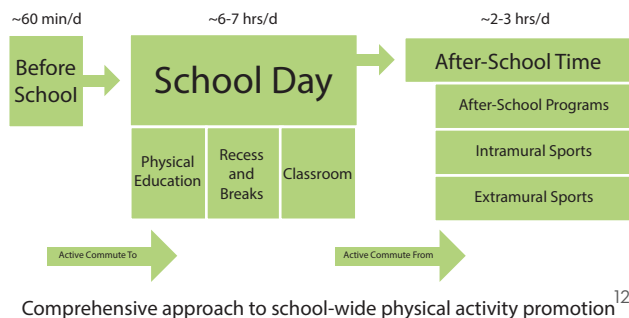 ~60 min/d
~6-7 hrs/d
~2-3 hrs/d
Before
School
School Day
After-School Time
Physical
Education
Recess
and
Breaks
Classroom
After-School Programs
Intramural Sports
Extramural Sports
Active Commute To
Active Commute From
Comprehensive approach to school-wide physical activity promotion 12